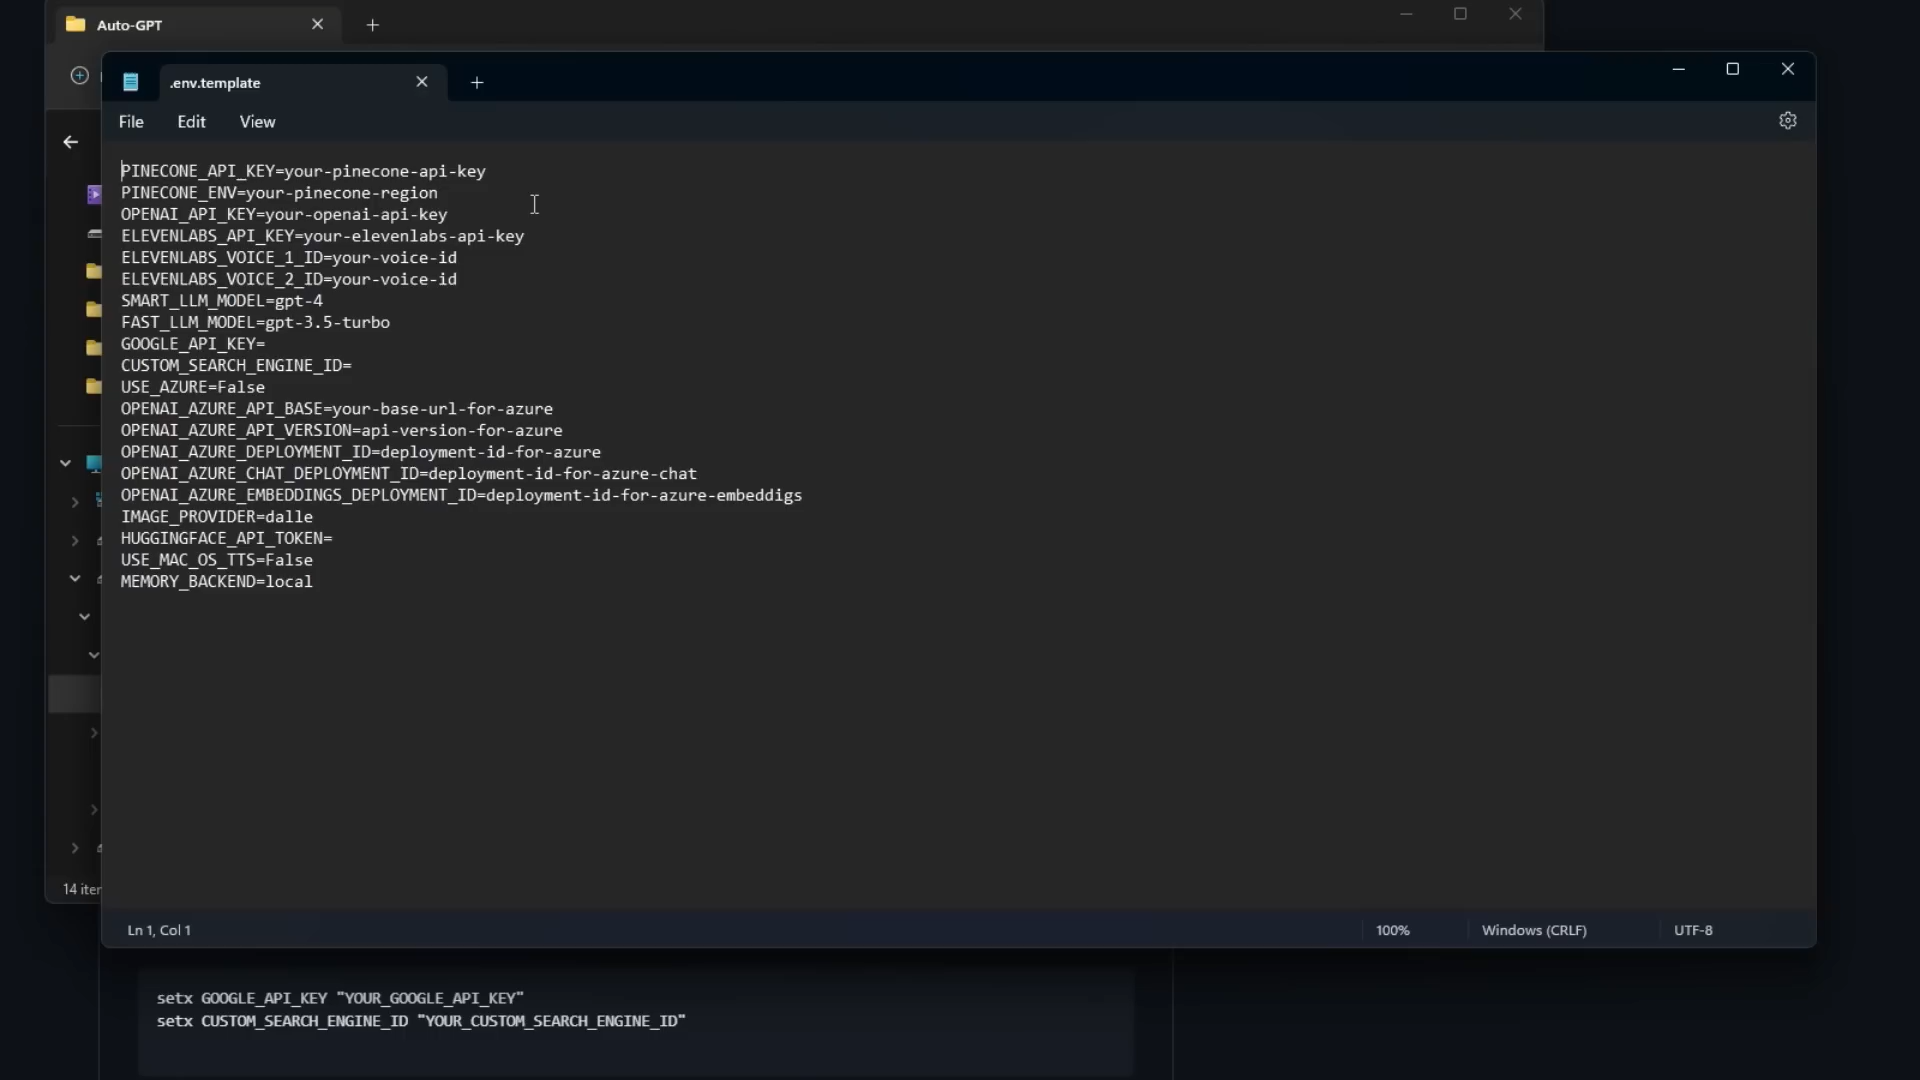 Auto-GPT
.env.template
File Edit View
PINECONE_API_KEY=your-pinecone-api-key
PINECONE_ENV=your-pinecone-region
OPENAI_API_KEY=your-openai-api-key
ELEVENLABS_API_KEY=your-elevenlabs-api-key
ELEVENLABS_VOICE_1_ID=your-voice-id
ELEVENLABS_VOICE_2_ID=your-voice-id
SMART_LLM_MODEL=gpt-4
FAST_LLM_MODEL=gpt-3.5-turbo
GOOGLE_API_KEY=
CUSTOM_SEARCH_ENGINE_ID=
USE_AZURE=False
OPENAI_AZURE_API_BASE=your-base-url-for-azure
OPENAI_AZURE_API_VERSION=api-version-for-azure
OPENAI_AZURE_DEPLOYMENT_ID=deployment-id-for-azure
OPENAI_AZURE_CHAT_DEPLOYMENT_ID=deployment-id-for-azure-chat
OPENAI_AZURE_EMBEDDINGS_DEPLOYMENT_ID=deployment-id-for-azure-embeddigs
IMAGE_PROVIDER=dalle
HUGGINGFACE_API_TOKEN=
USE_MAC_OS_TTS=False
MEMORY_BACKEND=local
14
Ln 1, Col 1 100% Windows (CRLF) UTF-8
setx GOOGLE_API_KEY "YOUR_GOOGLE_API_KEY"
setx CUSTOM_SEARCH_ENGINE_ID "YOUR_CUSTOM_SEARCH_ENGINE_ID"